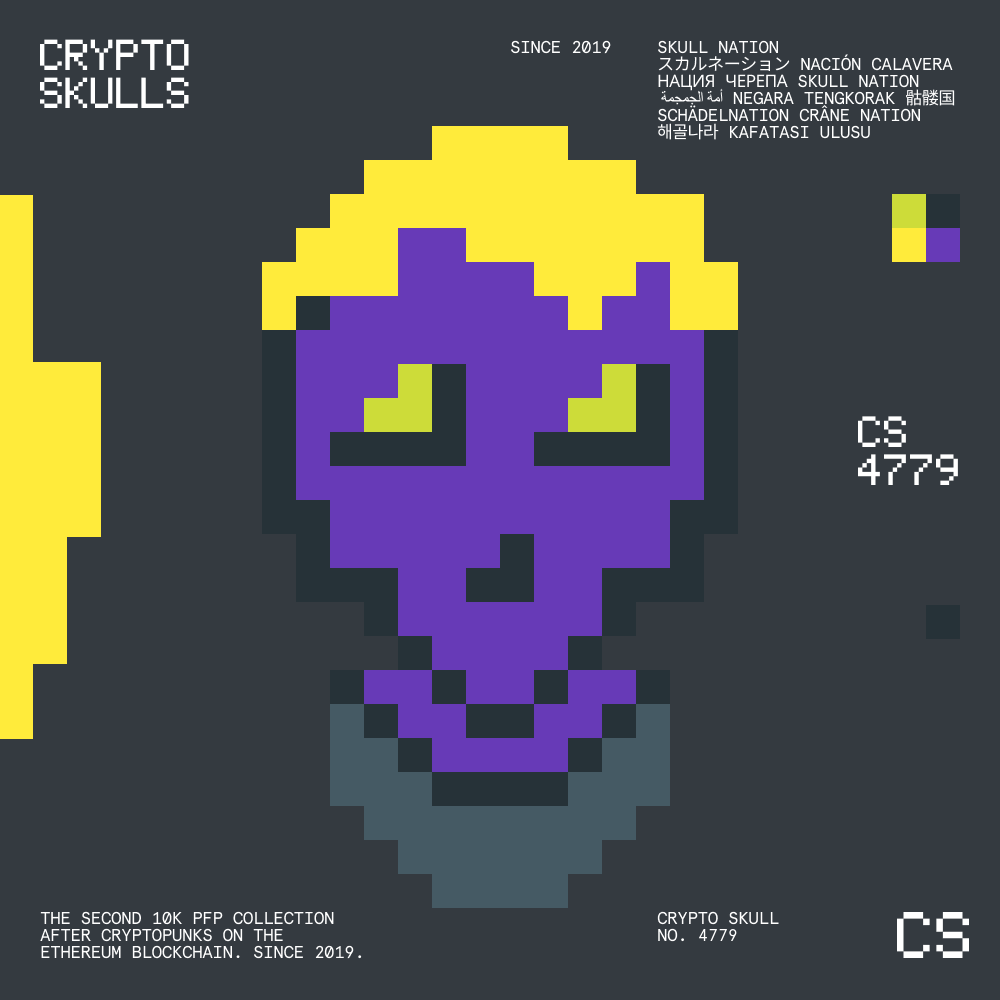 CRYPTO
SKULLS
SINCE 2019
SKULL NATION
スカルネーション NACIÓN CALAVERA
НАЦИЯ ЧЕРЕПА SKULL NATION
أمة الجمجمة NEGARA TENGKORAK 骷髅国
SCHÄDELNATION CRÂNE NATION
해골나라 KAFATASI ULUSU
CS
4779
THE SECOND 10K PFP COLLECTION
AFTER CRYPTOPUNKS ON THE
ETHEREUM BLOCKCHAIN. SINCE 2019.
CRYPTO SKULL
NO. 4779
CS